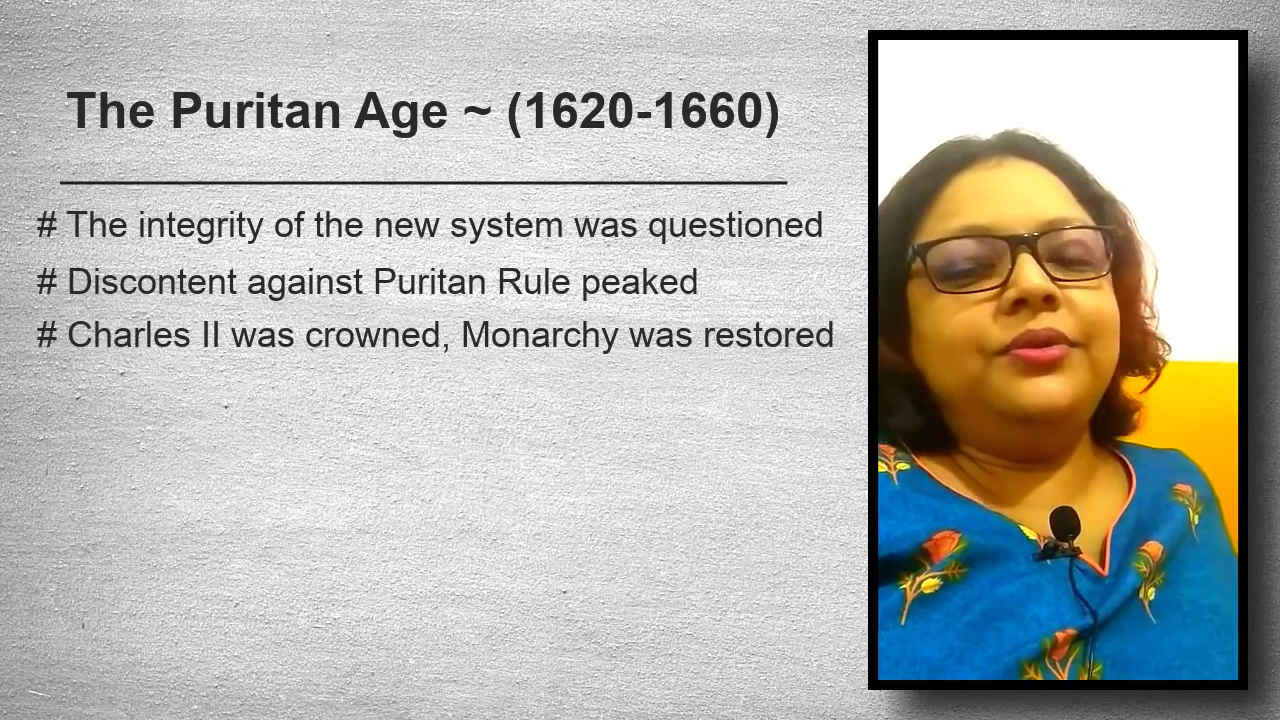 The Puritan Age ~ (1620-1660)
# The integrity of the new system was questioned
# Discontent against Puritan Rule peaked
# Charles II was crowned, Monarchy was restored